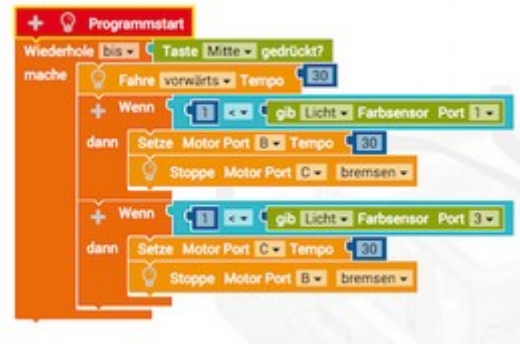 + Programmstart
Wiederhole bis Taste Mitte gedrückt?
mache Fahre vorwärts Tempo 30
+ Wenn 1 < gib Licht Farbsensor Port 1
dann Setze Motor Port B Tempo 30
Stoppe Motor Port C bremsen
+ Wenn 1 < gib Licht Farbsensor Port 3
dann Setze Motor Port C Tempo 30
Stoppe Motor Port B bremsen